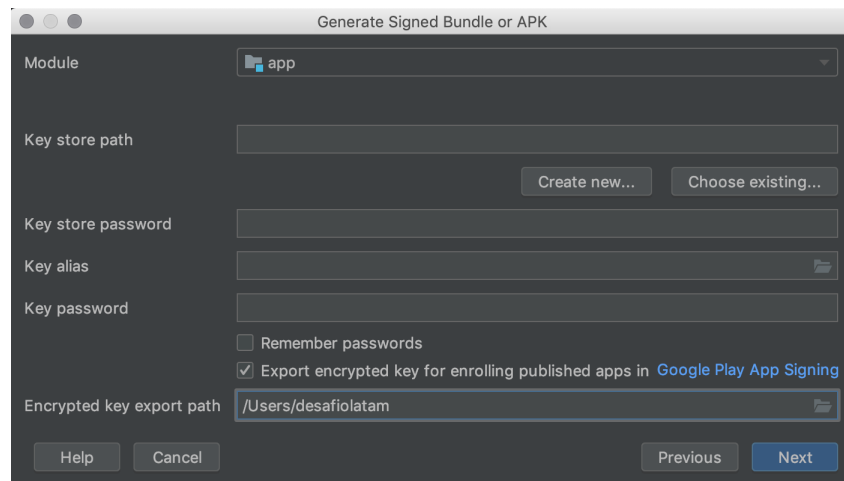 Generate Signed Bundle or APK
Module app
Key store path
Create new... Choose existing...
Key store password
Key alias
Key password
Remember passwords
Export encrypted key for enrolling published apps in Google Play App Signing
Encrypted key export path /Users/desafiolatam
Help Cancel Previous Next